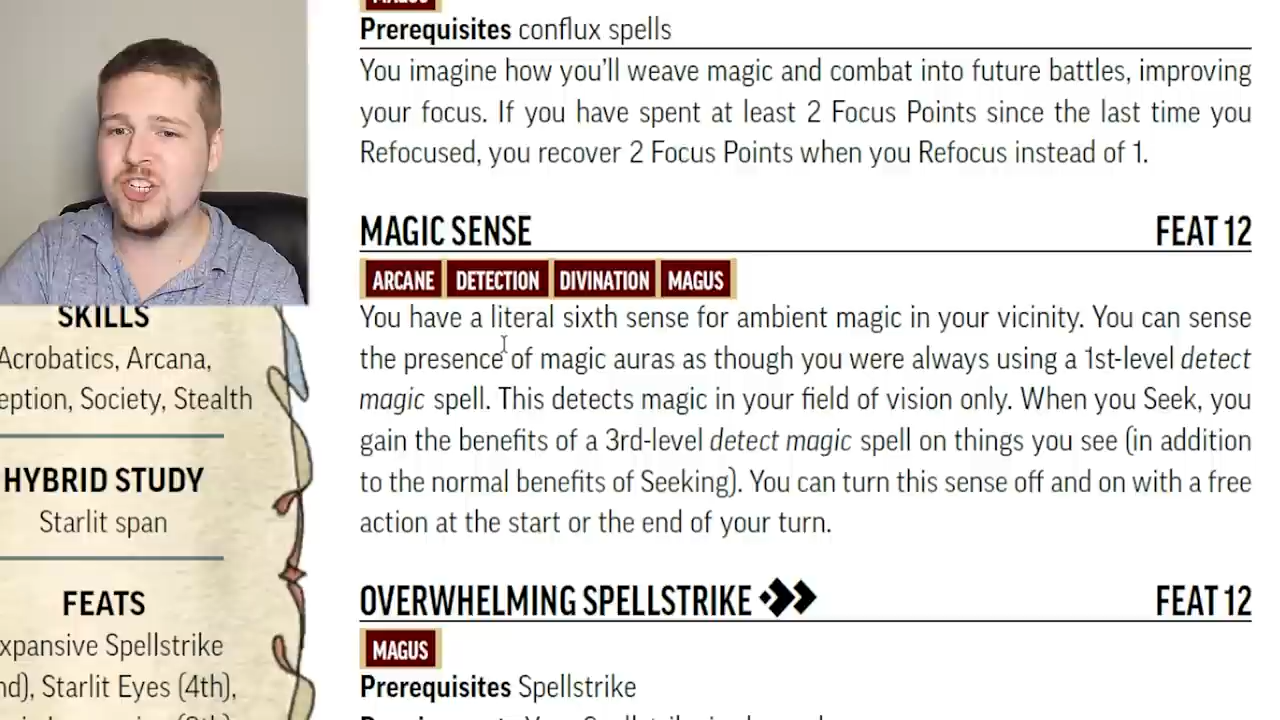 Prerequisites conflux spells
You imagine how you'll weave magic and combat into future battles, improving
your focus. If you have spent at least 2 Focus Points since the last time you
Refocused, you recover 2 Focus Points when you Refocus instead of 1.
MAGIC SENSE FEAT 12
ARCANE DETECTION DIVINATION MAGUS
You have a literal sixth sense for ambient magic in your vicinity. You can sense
the presence of magic auras as though you were always using a 1st-level detect
magic spell. This detects magic in your field of vision only. When you Seek, you
gain the benefits of a 3rd-level detect magic spell on things you see (in addition
to the normal benefits of Seeking). You can turn this sense off and on with a free
action at the start or the end of your turn.
OVERWHELMING SPELLSTRIKE FEAT 12
MAGUS
Prerequisites Spellstrike
SKILLS
Acrobatics, Arcana,
eption, Society, Stealth
HYBRID STUDY
Starlit span
FEATS
xpansive Spellstrike
nd), Starlit Eyes (4th),